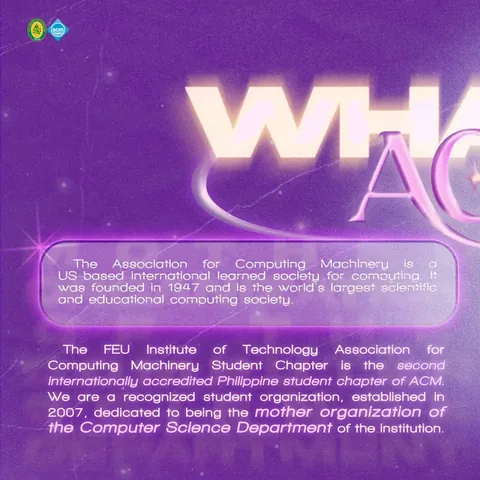 acm
WHA
AC
The Association for Computing Machinery is a
US-based international learned society for computing. It
was founded in 1947 and is the world's largest scientific
and educational computing society.
The FEU Institute of Technology Association for
Computing Machinery Student Chapter is the second
internationally accredited Philippine student chapter of ACM.
We are a recognized student organization, established in
2007, dedicated to being the mother organization of
the Computer Science Department of the institution.